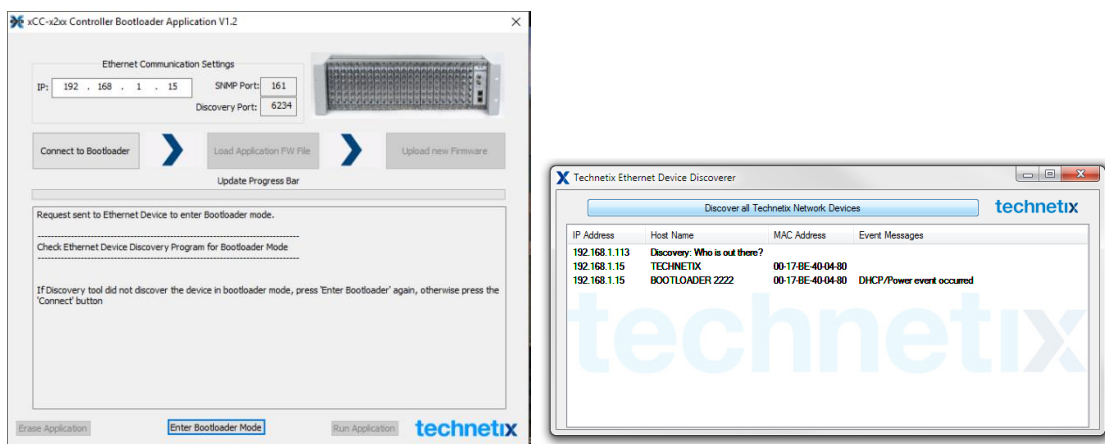 xCC-x2xx Controller Bootloader Application V1.2
Ethernet Communication Settings
IP: 192 . 168 . 1 . 15
SNMP Port: 161
Discovery Port: 6234
Connect to Bootloader
Load Application FW File
Upload new Firmware
Update Progress Bar
Request sent to Ethernet Device to enter Bootloader mode.
Check Ethernet Device Discovery Program for Bootloader Mode
If Discovery tool did not discover the device in bootloader mode, press 'Enter Bootloader' again, otherwise press the
'Connect' button
Erase Application
Enter Bootloader Mode
Run Application
technetix
Technetix Ethernet Device Discoverer
Discover all Technetix Network Devices
technetix
IP Address Host Name MAC Address Event Messages
192.168.1.113 Discovery: Who is out there?
192.168.1.15 TECHNETIX 00-17-BE-40-04-80
192.168.1.15 BOOTLOADER 2222 00-17-BE-40-04-80 DHCP/Power event occurred
technetix